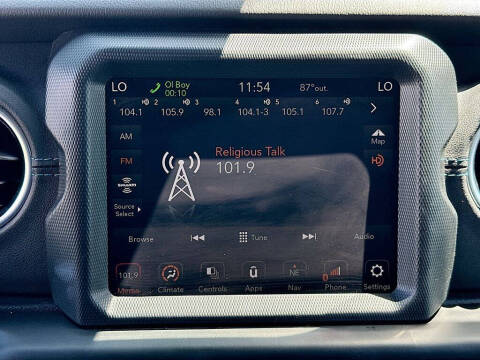 LO Ol Boy 11:54 87°out. LO
00:10
1 2 3 4 5 6
104.1 105.9 98.1 104.1-3 105.1 107.7
AM
Map
FM
Religious Talk
101.9
SiriusXM
Source
Select
Browse Tune Audio
101.9 NE
Climate Controls Apps Nav Phone Settings